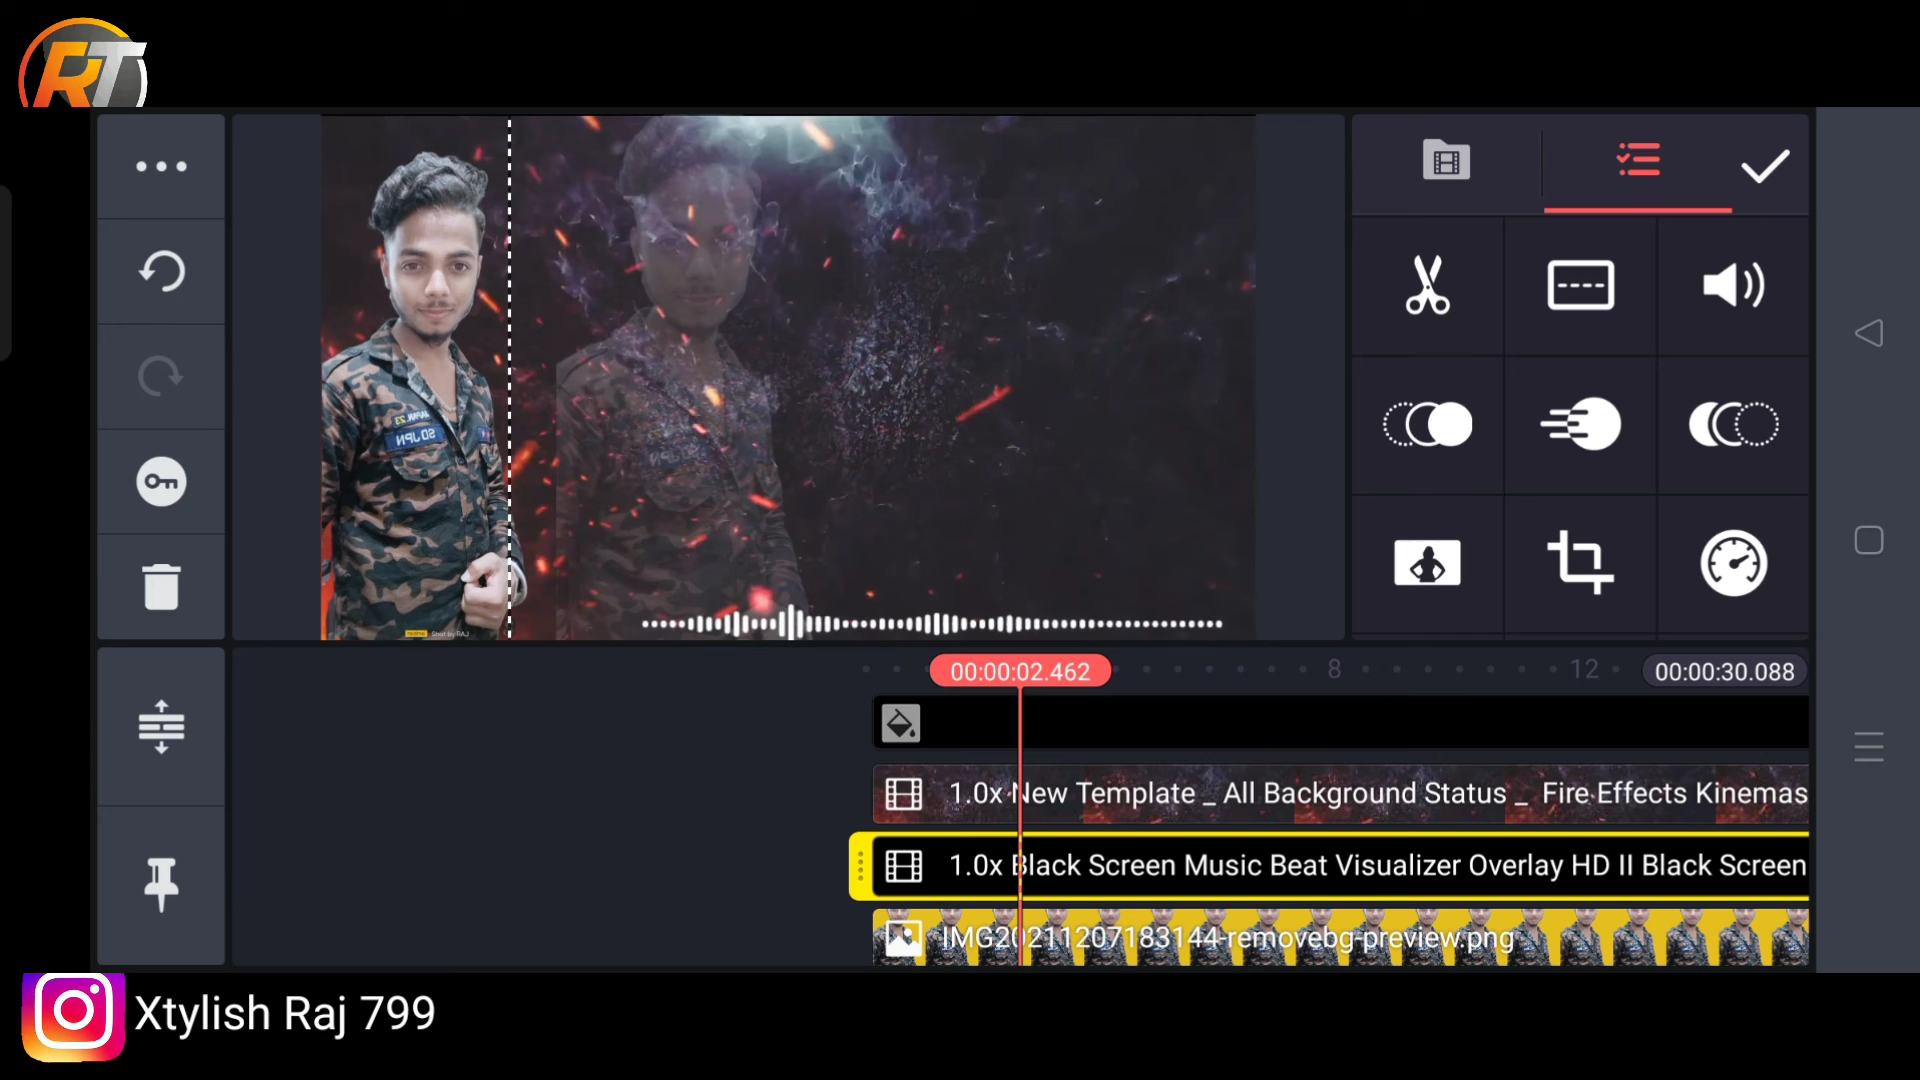 RT
00:00:02.462
8
12
00:00:30.088
1.0x New Template _ All Background Status _ Fire Effects Kinemas
1.0x Black Screen Music Beat Visualizer Overlay HD II Black Screen
IMG20211207183144-removebg-preview.png
Xtylish Raj 799